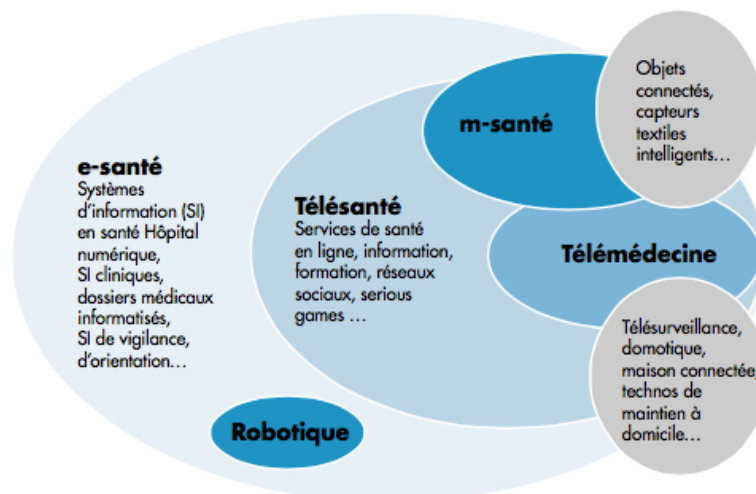 e-santé
Systèmes
d'information (SI)
en santé Hôpital
numérique,
SI cliniques,
dossiers médicaux
informatisés,
SI de vigilance,
d'orientation...
Télésanté
Services de santé
en ligne, information,
formation, réseaux
sociaux, serious
games ...
m-santé
Objets
connectés,
capteurs
textiles
intelligents...
Télémédecine
Télésurveillance,
domotique,
maison connectée,
technos de
maintien à
domicile...
Robotique